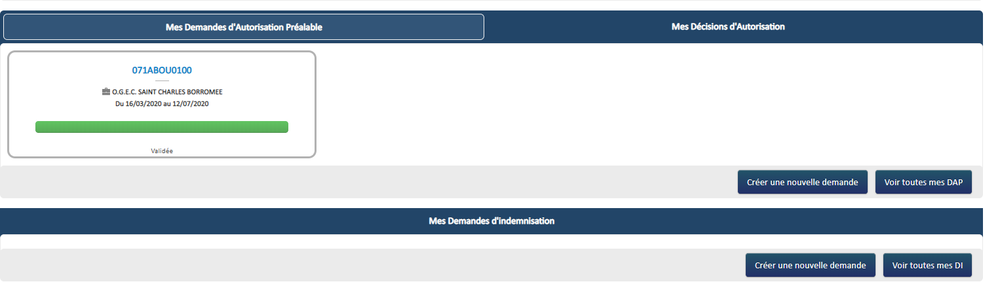 Mes Demandes d'Autorisation Préalable
Mes Décisions d'Autorisation
071ABOU0100
O.G.E.C. SAINT CHARLES BORROMEE
Du 16/03/2020 au 12/07/2020
Validée
Créer une nouvelle demande
Voir toutes mes DAP
Mes Demandes d'indemnisation
Créer une nouvelle demande
Voir toutes mes DI